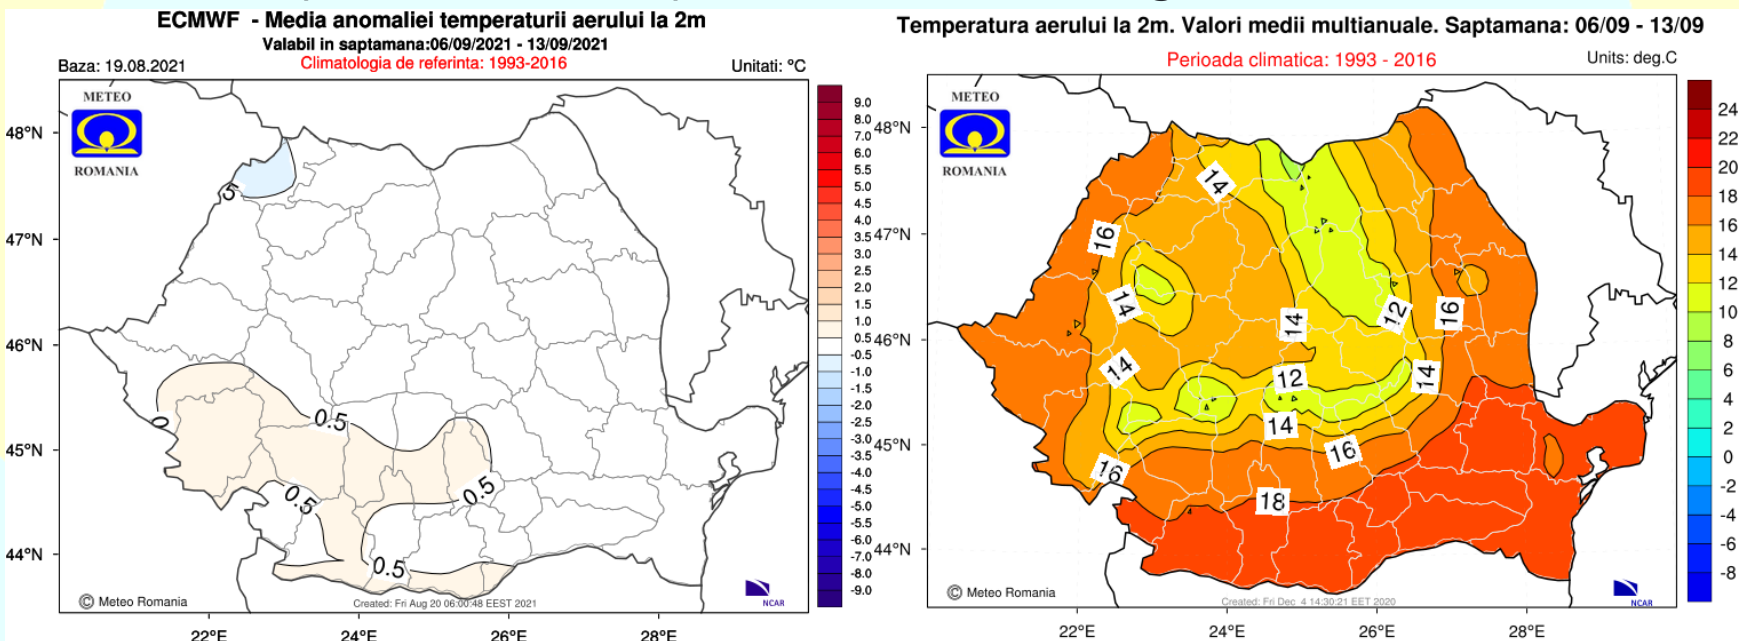 ECMWF - Media anomaliei temperaturii aerului la 2m
Valabil in saptamana:06/09/2021 - 13/09/2021
Baza: 19.08.2021
Climatologia de referinta: 1993-2016
Unitati: ºC
METEO
ROMANIA
48°N
47°N
46°N
45°N
44°N
5
0
0.5
0.5
0.5
0.5
9.0
8.0
7.0
6.0
5.5
5.0
4.5
4.0
3.5
3.0
2.5
2.0
1.5
1.0
0.5
-0.5
-1.0
-1.5
-2.0
-2.5
-3.0
-3.5
-4.0
-4.5
-5.0
-5.5
-6.0
-7.0
-8.0
-9.0
© Meteo Romania
Created: Fri Aug 20 06:00:48 EEST 2021
NCAR
22°E
24°E
26°E
28°E
Temperatura aerului la 2m. Valori medii multianuale. Saptamana: 06/09 - 13/09
Perioada climatica: 1993 - 2016
Units: deg.C
METEO
ROMANIA
48°N
47°N
46°N
45°N
44°N
14
16
14
14
12
16
14
12
14
14
16
16
18
24
22
20
18
16
14
12
10
8
6
4
2
0
-2
-4
-6
-8
© Meteo Romania
Created: Fri Dec 4 14:30:21 EET 2020
NCAR
22°E
24°E
26°E
28°E